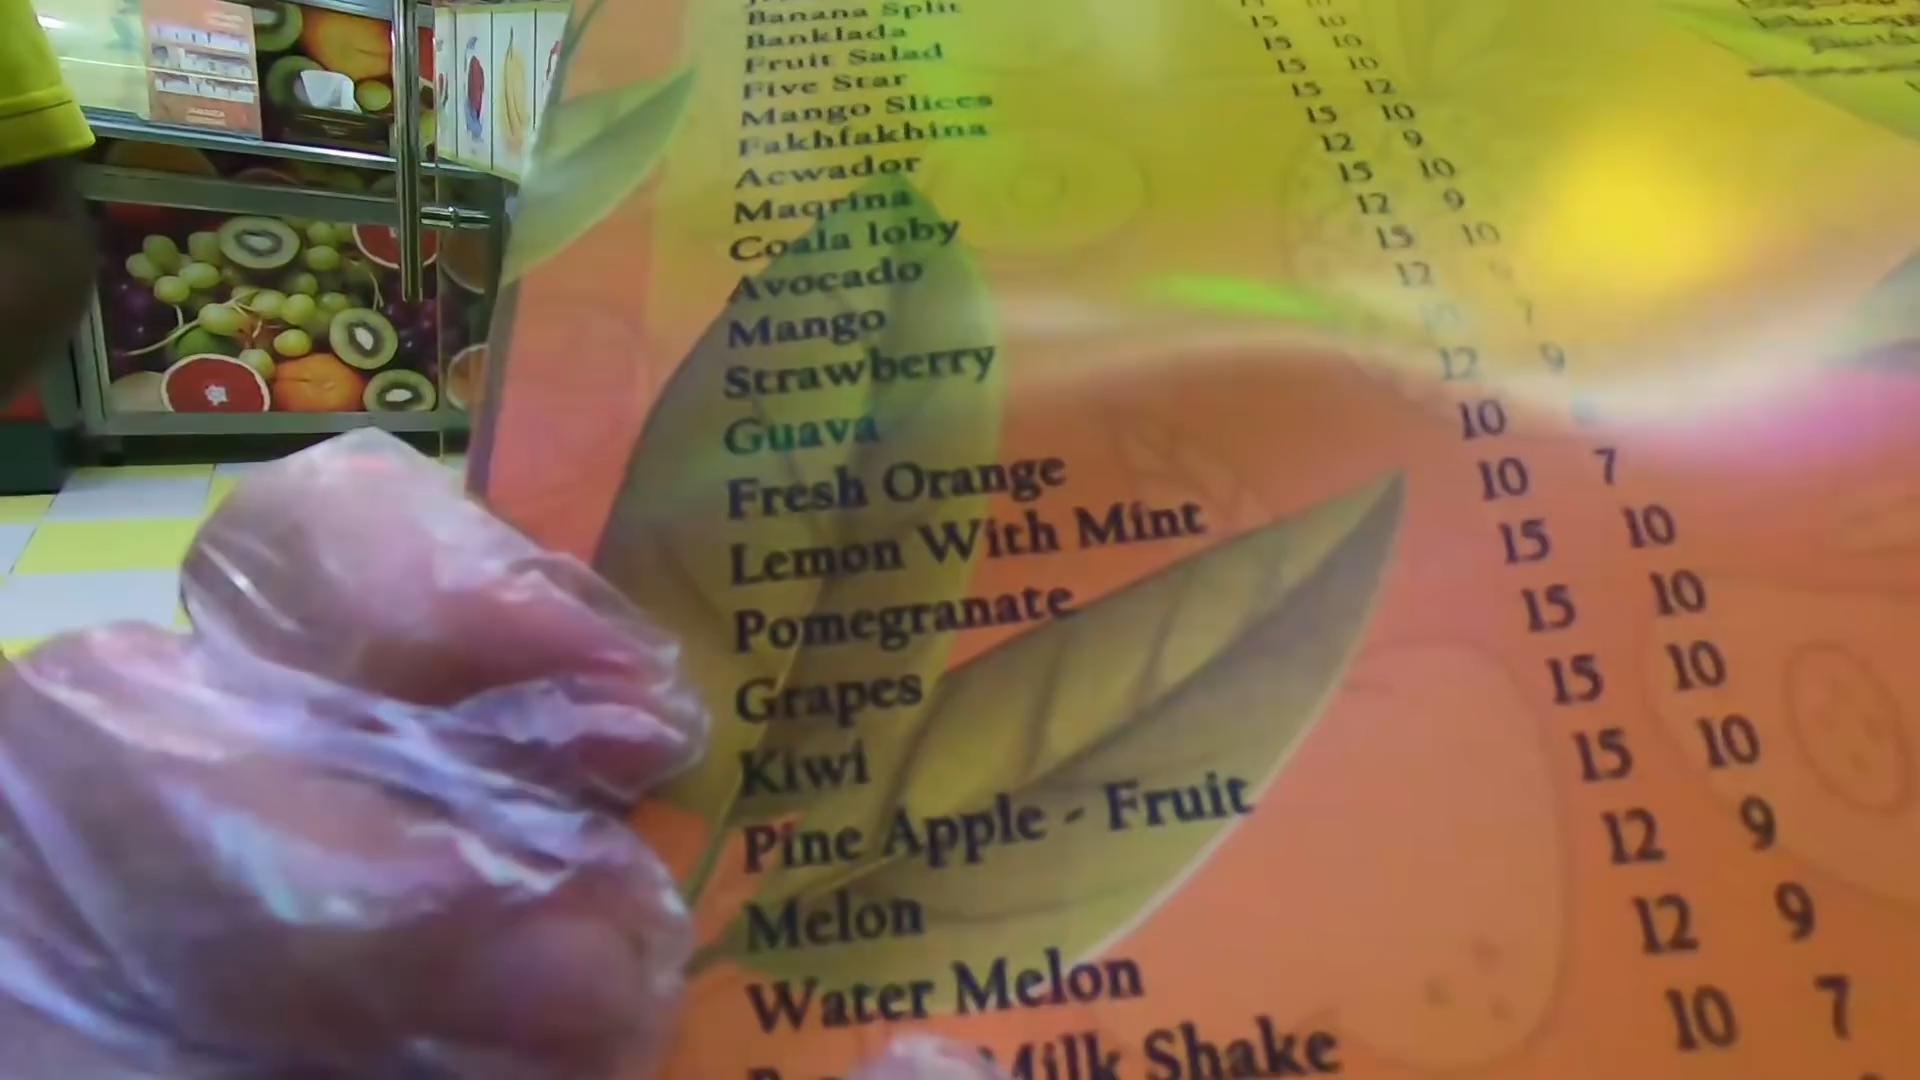 Banana Split 15 10
Banklada 15 10
Fruit Salad 15 10
Five Star 15 12
Mango Slices 15 10
Fakhfakhina 12 9
Acwador 15 10
Maqrina 12 9
Coala loby 15 10
Avocado 12 9
Mango 10 7
Strawberry 12 9
Guava 10
Fresh Orange 10 7
Lemon With Mint 15 10
Pomegranate 15 10
Grapes 15 10
Kiwi 15 10
Pine Apple - Fruit 12 9
Melon 12 9
Water Melon 10 7
Milk Shake